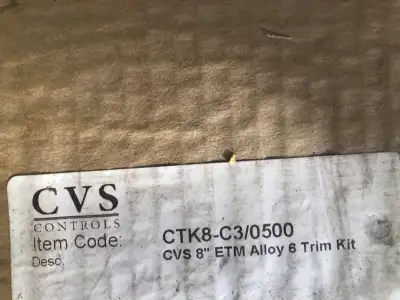 CVS
CONTROLS
Item Code: CTK8-C3/0500
Desc: CVS 8" ETM Alloy 6 Trim Kit